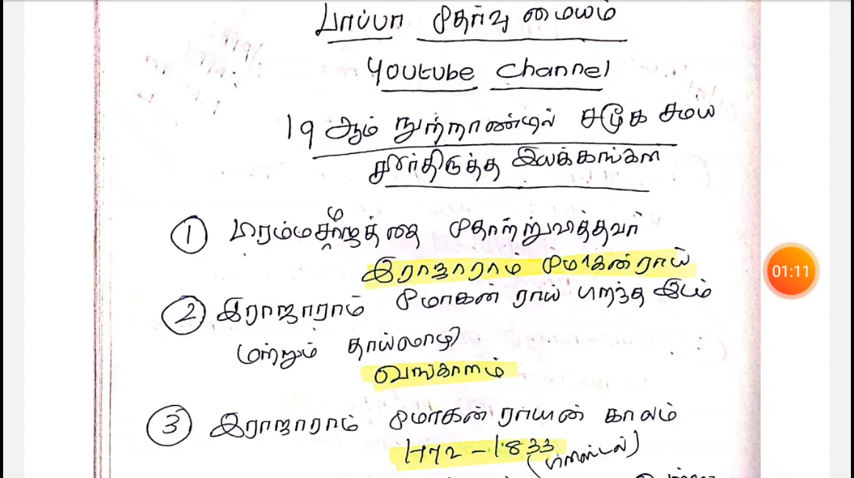 பாப்பா தேர்வு மையம்
Youtube channel
19 ஆம் நுற்றாண்டில் சமூக சமய
சீர்திருத்த இயக்கங்கள்
① பிரம்மசமாஜத்தை தோற்றுவித்தவர்
இராஜாராம் மோகன்ராய்
② இராஜாராம் மோகன் ராய் பிறந்த இடம்
மற்றும் தாய்மொழி
வங்காளம்
③ இராஜாராம் மோகன்ராயின் காலம்
1772 - 1833
(பிரிஸ்டல்)
01:11